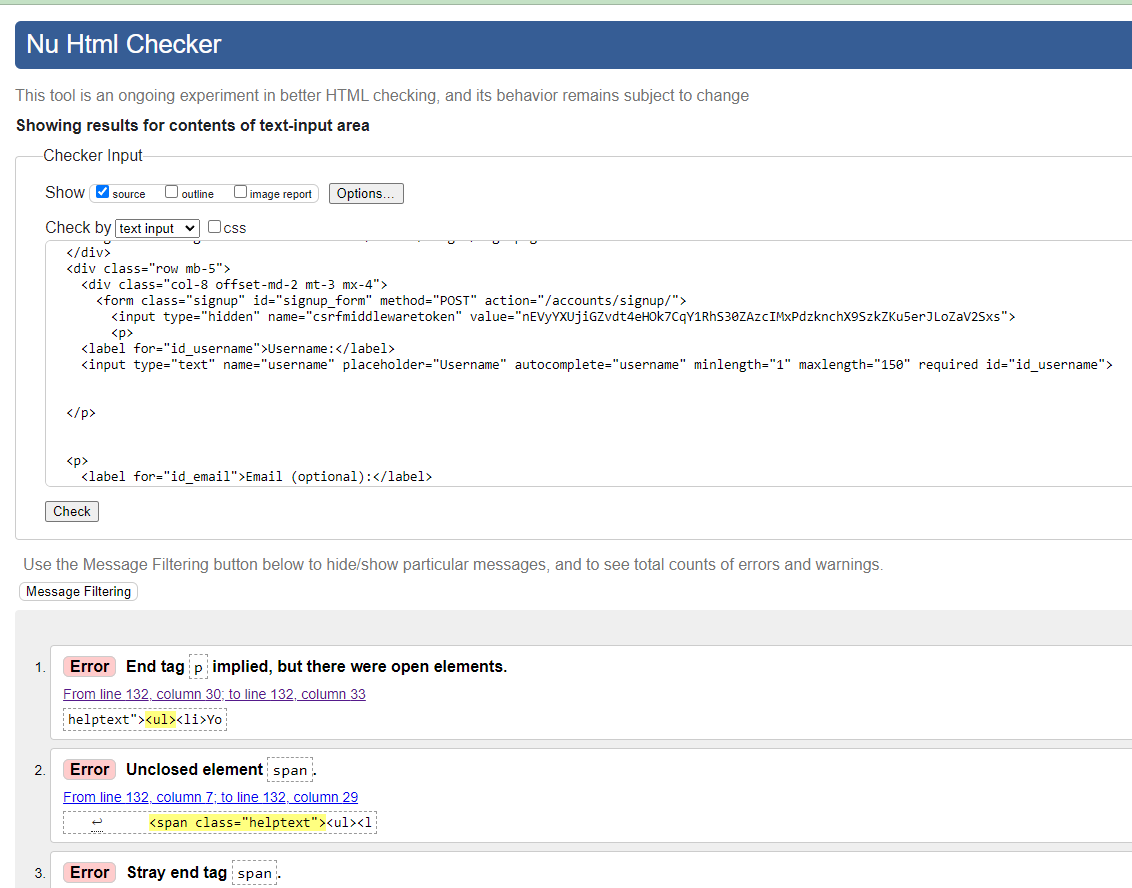 Nu Html Checker
This tool is an ongoing experiment in better HTML checking, and its behavior remains subject to change
Showing results for contents of text-input area
Checker Input
Show source outline image report Options...
Check by text input css
</div>
<div class="row mb-5">
<div class="col-8 offset-md-2 mt-3 mx-4">
<form class="signup" id="signup_form" method="POST" action="/accounts/signup/">
<input type="hidden" name="csrfmiddlewaretoken" value="nEVyYXUjiGZvdt4eHOk7CqY1RhS30ZAzcIMxPdzknchX9SzkZKu5erJLoZaV2Sxs">
<p>
<label for="id_username">Username:</label>
<input type="text" name="username" placeholder="Username" autocomplete="username" minlength="1" maxlength="150" required id="id_username">
</p>
<p>
<label for="id_email">Email (optional):</label>
Check
Use the Message Filtering button below to hide/show particular messages, and to see total counts of errors and warnings.
Message Filtering
1. Error End tag p implied, but there were open elements.
From line 132, column 30; to line 132, column 33
helptext"><ul><li>Yo
2. Error Unclosed element span.
From line 132, column 7; to line 132, column 29
↩ <span class="helptext"><ul><l
3. Error Stray end tag span.